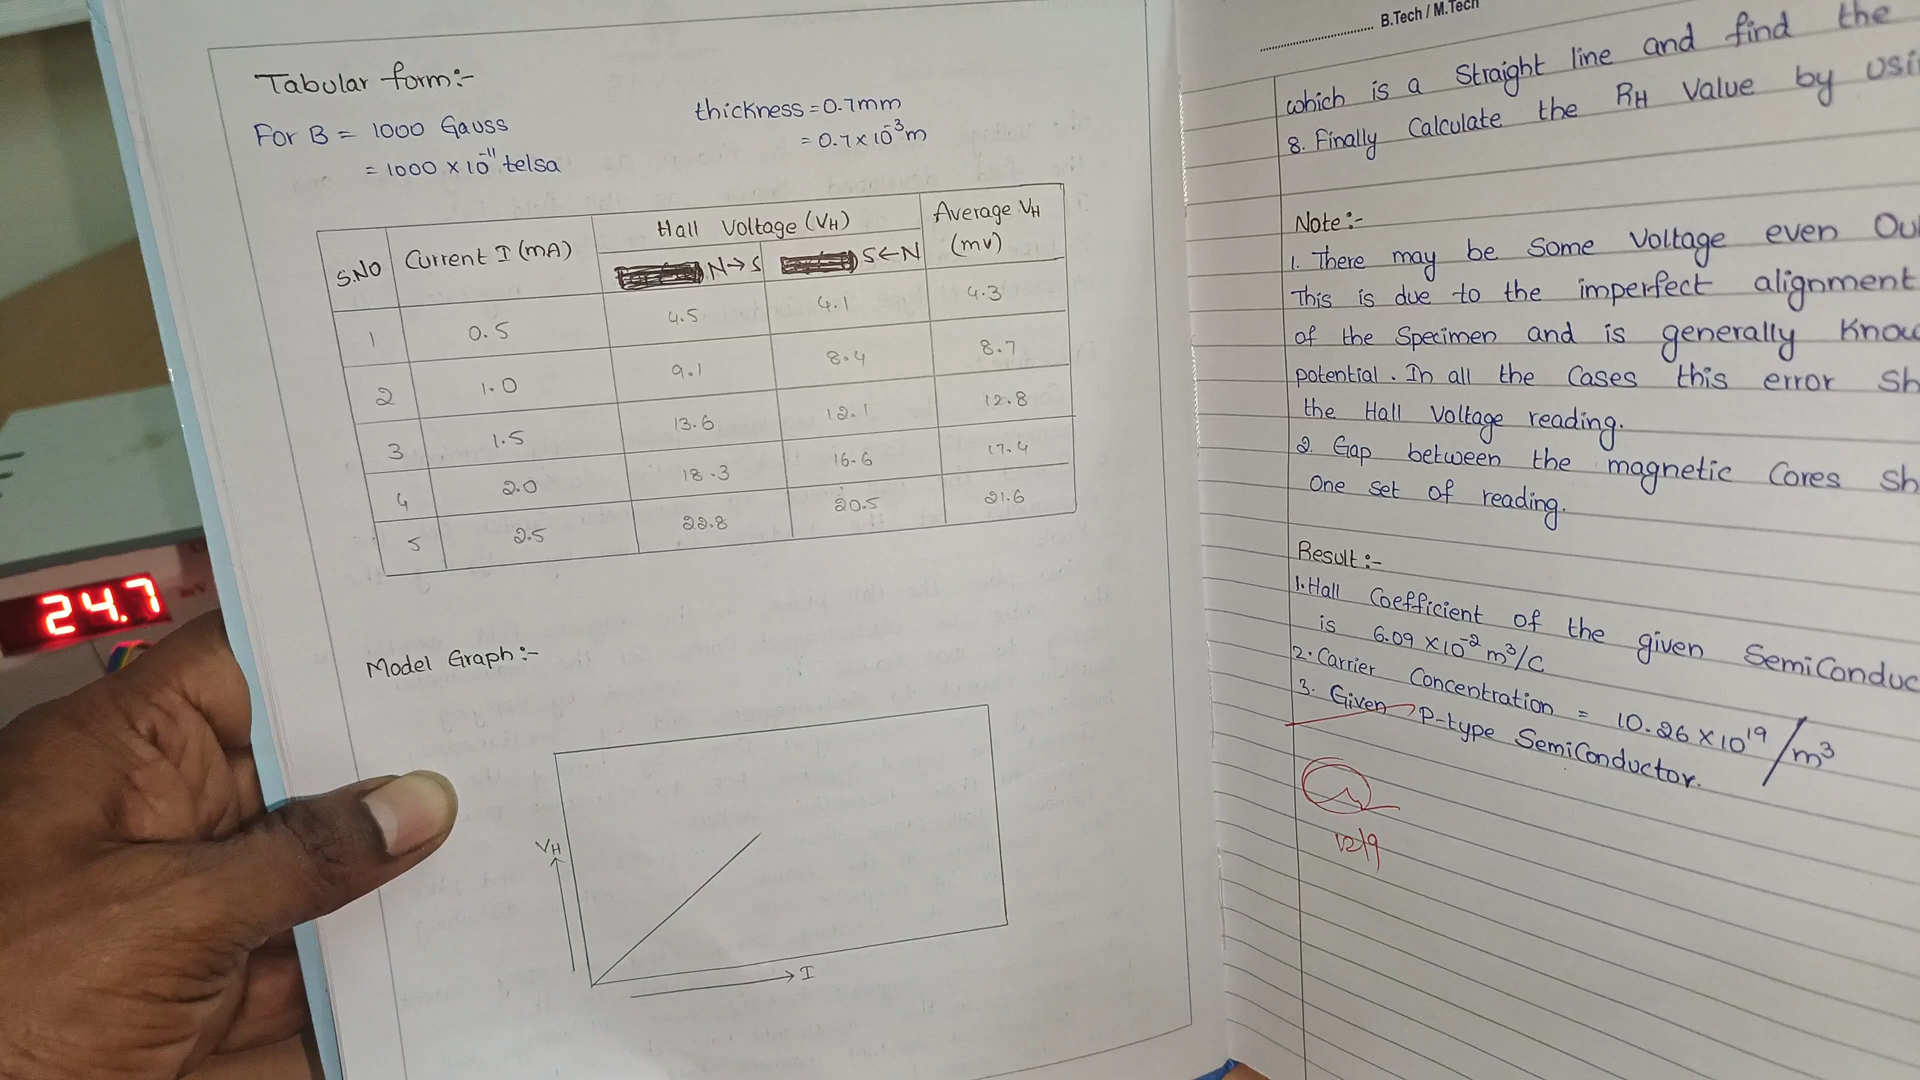 Tabular form:-
For B = 1000 Gauss
= 1000 x 10⁻¹¹ telsa
thickness = 0.7mm
= 0.7 x 10⁻³ m
S.No Current I (mA) Hall Voltage (VH) Average VH (mv)
N→S S←N
1 0.5 4.5 4.1 4.3
2 1.0 9.1 8.4 8.7
3 1.5 13.6 12.1 12.8
4 2.0 18.3 16.6 17.4
5 2.5 22.8 20.5 21.6
Model Graph:-
VH
I
24.7
mV
B.Tech / M.Tech
which is a Straight line and find the
8. Finally Calculate the RH Value by
Note:-
1. There may be Some Voltage even
This is due to the imperfect alignment
of the Specimen and is generally
potential. In all the Cases this error
the Hall Voltage reading.
2. Gap between the magnetic Cores
One set of reading.
Result:-
1. Hall Coefficient of the given
is 6.09 x 10⁻² m³/C
2. Carrier Concentration = 10.26 x 10¹⁹ /m³
3. Given P-type SemiConductor.
12/9